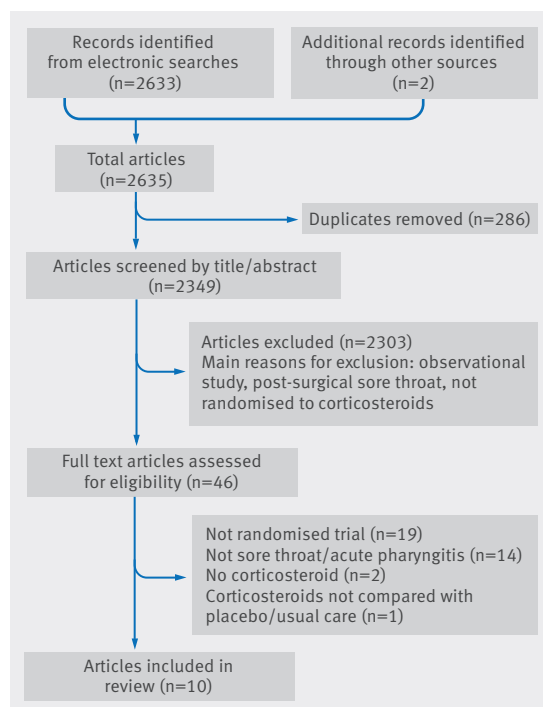 Records identified
from electronic searches
(n=2633)
Additional records identified
through other sources
(n=2)
Total articles
(n=2635)
Duplicates removed (n=286)
Articles screened by title/abstract
(n=2349)
Articles excluded (n=2303)
Main reasons for exclusion: observational
study, post-surgical sore throat, not
randomised to corticosteroids
Full text articles assessed
for eligibility (n=46)
Not randomised trial (n=19)
Not sore throat/acute pharyngitis (n=14)
No corticosteroid (n=2)
Corticosteroids not compared with
placebo/usual care (n=1)
Articles included in
review (n=10)